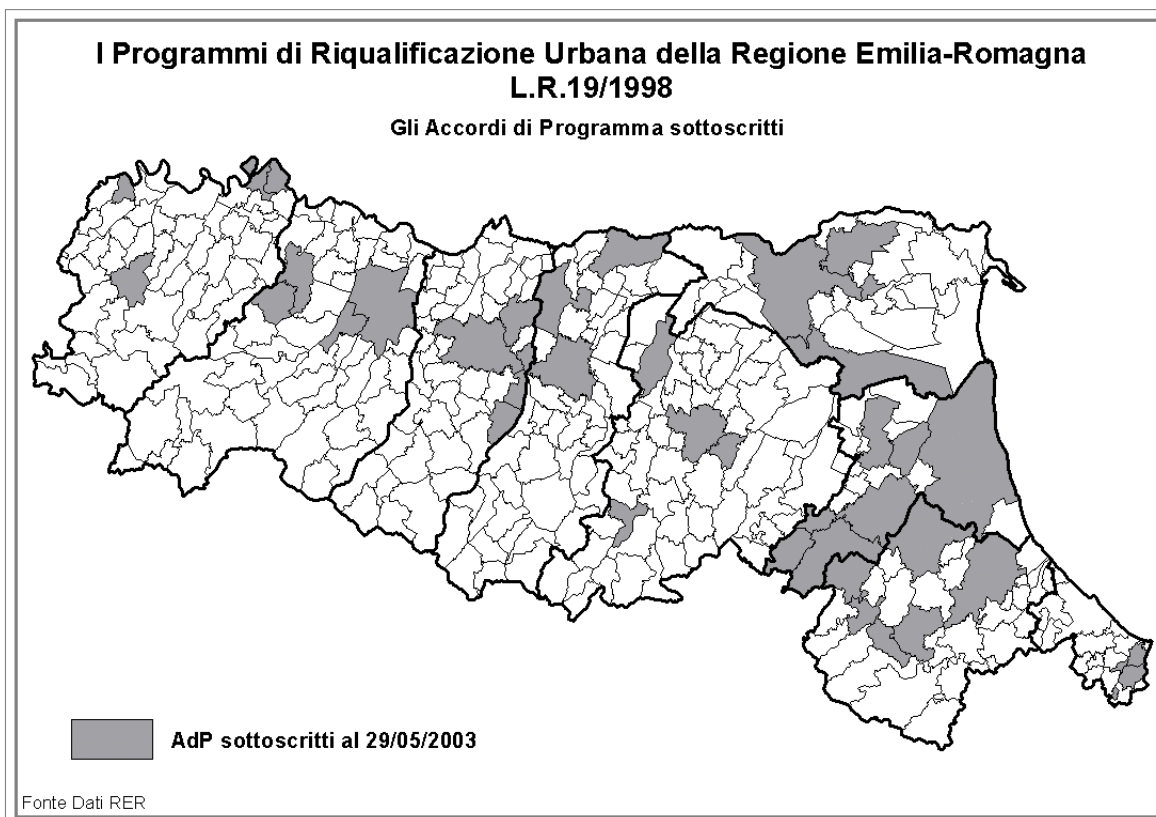 I Programmi di Riqualificazione Urbana della Regione Emilia-Romagna
L.R.19/1998
Gli Accordi di Programma sottoscritti
AdP sottoscritti al 29/05/2003
Fonte Dati RER